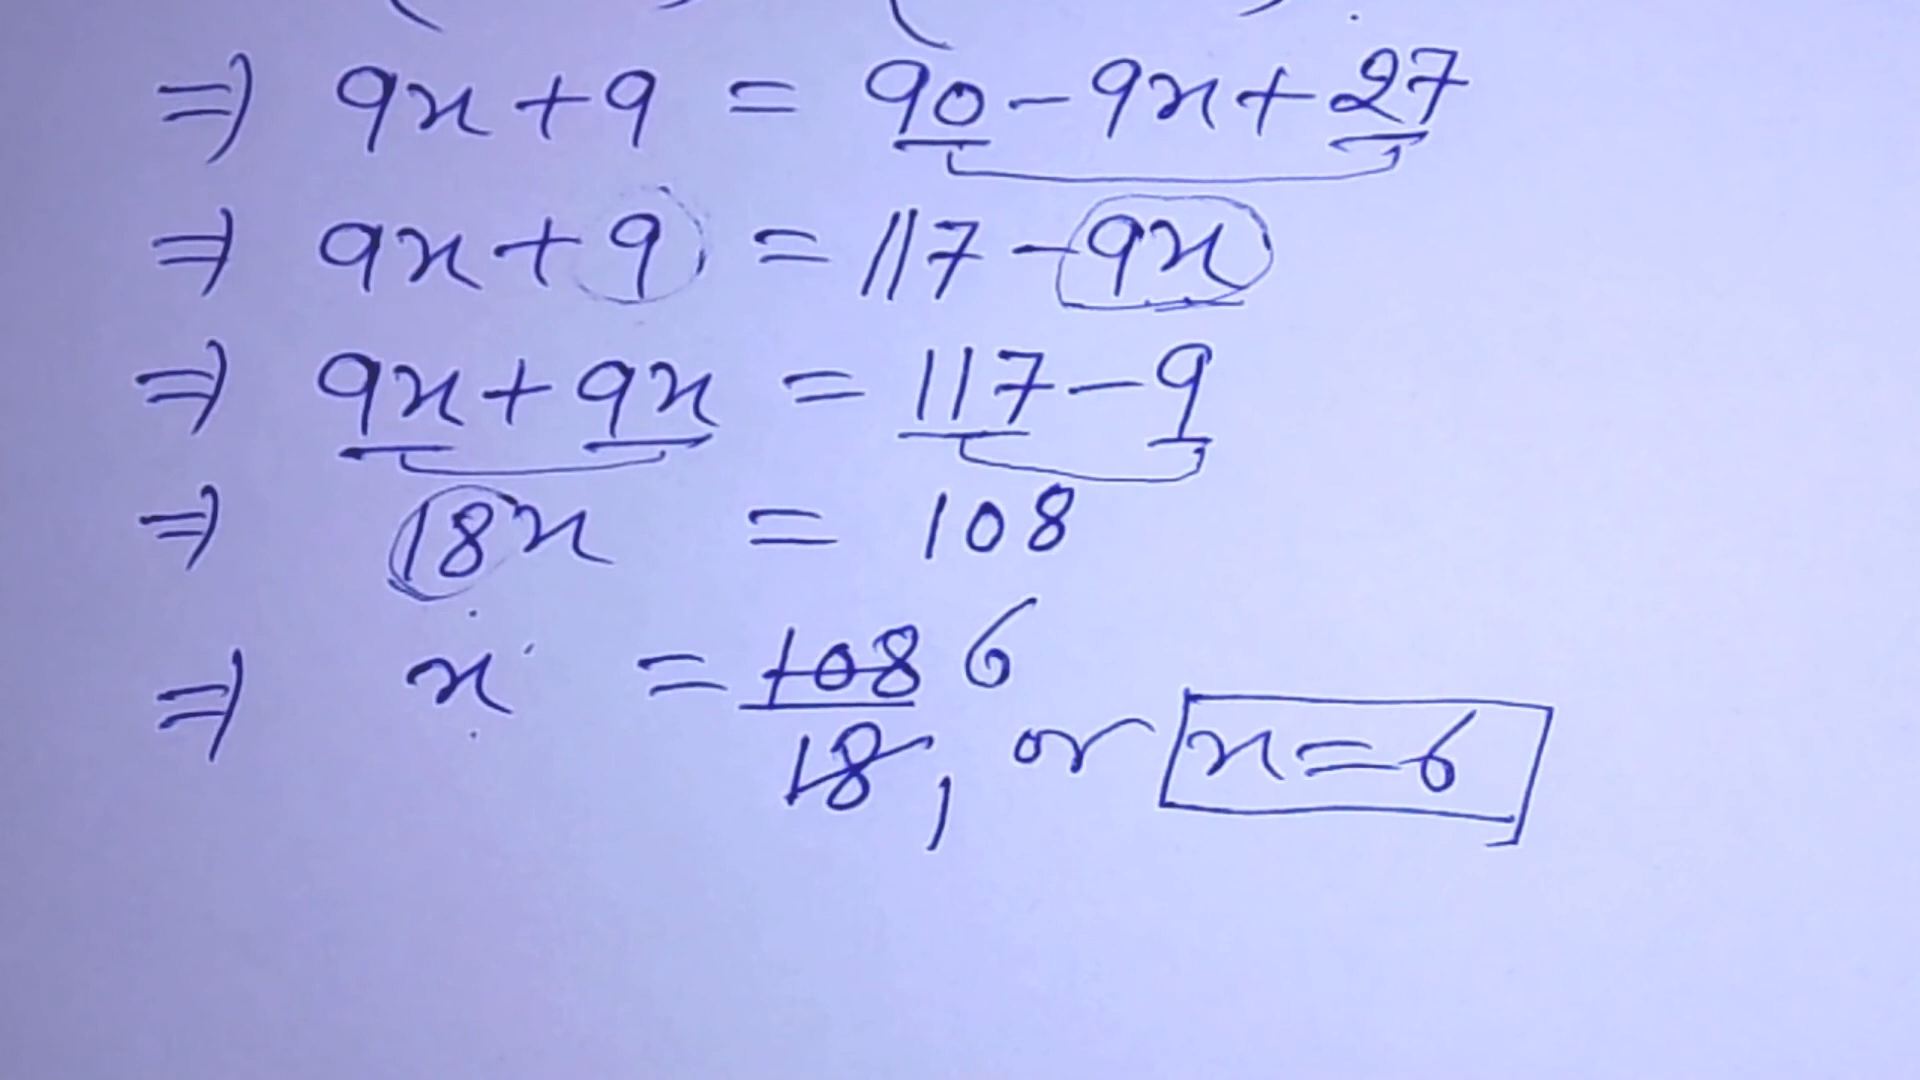 ⇒ 9x + 9 = 90 - 9x + 27
⇒ 9x + 9 = 117 - 9x
⇒ 9x + 9x = 117 - 9
⇒ 18x = 108
⇒ x = 108/18 6, or x = 6